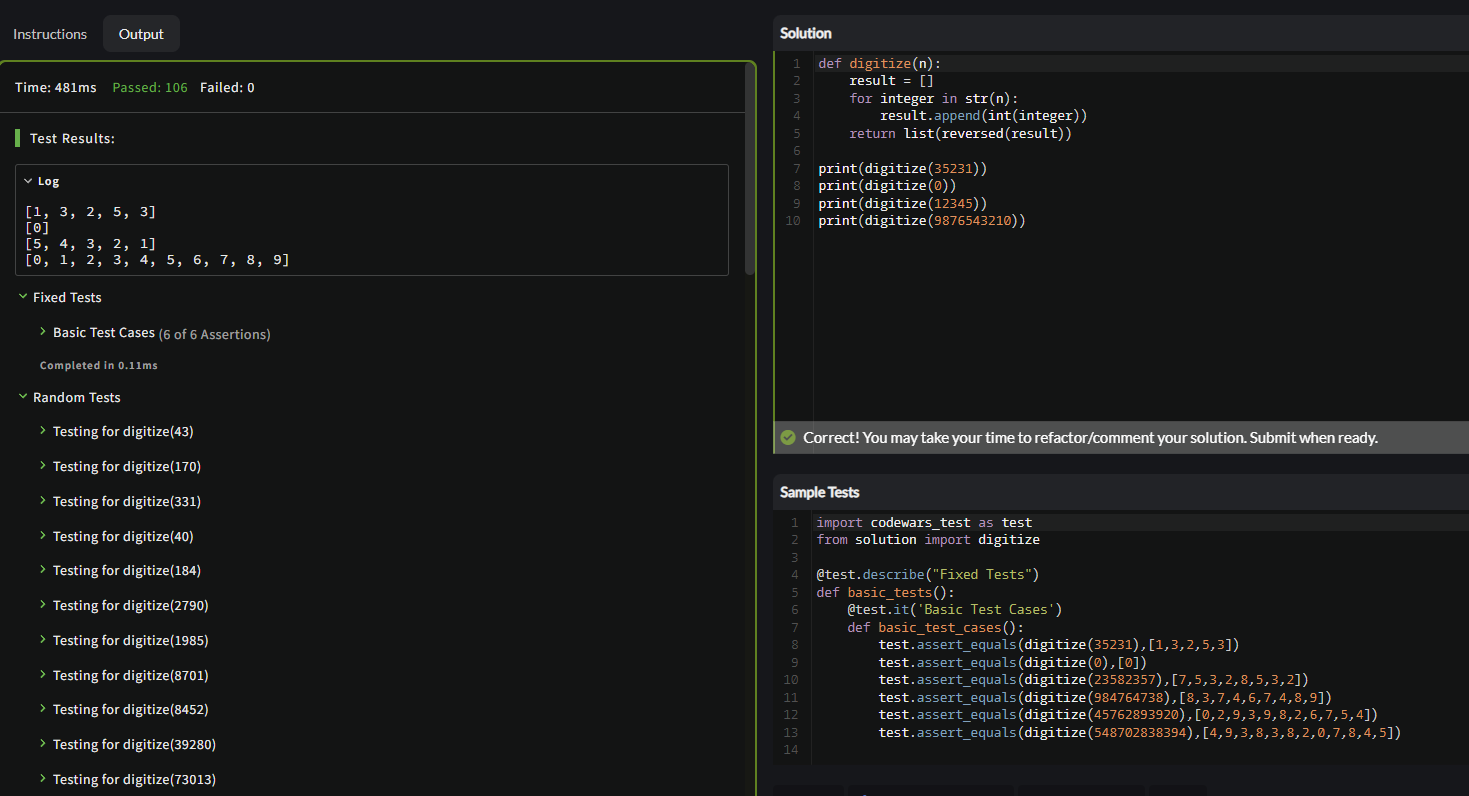 Instructions Output
Time: 481ms Passed: 106 Failed: 0
Test Results:
Log
[1, 3, 2, 5, 3]
[0]
[5, 4, 3, 2, 1]
[0, 1, 2, 3, 4, 5, 6, 7, 8, 9]
Fixed Tests
Basic Test Cases (6 of 6 Assertions)
Completed in 0.11ms
Random Tests
Testing for digitize(43)
Testing for digitize(170)
Testing for digitize(331)
Testing for digitize(40)
Testing for digitize(184)
Testing for digitize(2790)
Testing for digitize(1985)
Testing for digitize(8701)
Testing for digitize(8452)
Testing for digitize(39280)
Testing for digitize(73013)
Solution
1 def digitize(n):
2     result = []
3     for integer in str(n):
4         result.append(int(integer))
5     return list(reversed(result))
6
7 print(digitize(35231))
8 print(digitize(0))
9 print(digitize(12345))
10 print(digitize(9876543210))
Correct! You may take your time to refactor/comment your solution. Submit when ready.
Sample Tests
1 import codewars_test as test
2 from solution import digitize
3
4 @test.describe("Fixed Tests")
5 def basic_tests():
6     @test.it('Basic Test Cases')
7     def basic_test_cases():
8         test.assert_equals(digitize(35231),[1,3,2,5,3])
9         test.assert_equals(digitize(0),[0])
10         test.assert_equals(digitize(23582357),[7,5,3,2,8,5,3,2])
11         test.assert_equals(digitize(984764738),[8,3,7,4,6,7,4,8,9])
12         test.assert_equals(digitize(45762893920),[0,2,9,3,9,8,2,6,7,5,4])
13         test.assert_equals(digitize(548702838394),[4,9,3,8,3,8,2,0,7,8,4,5])
14